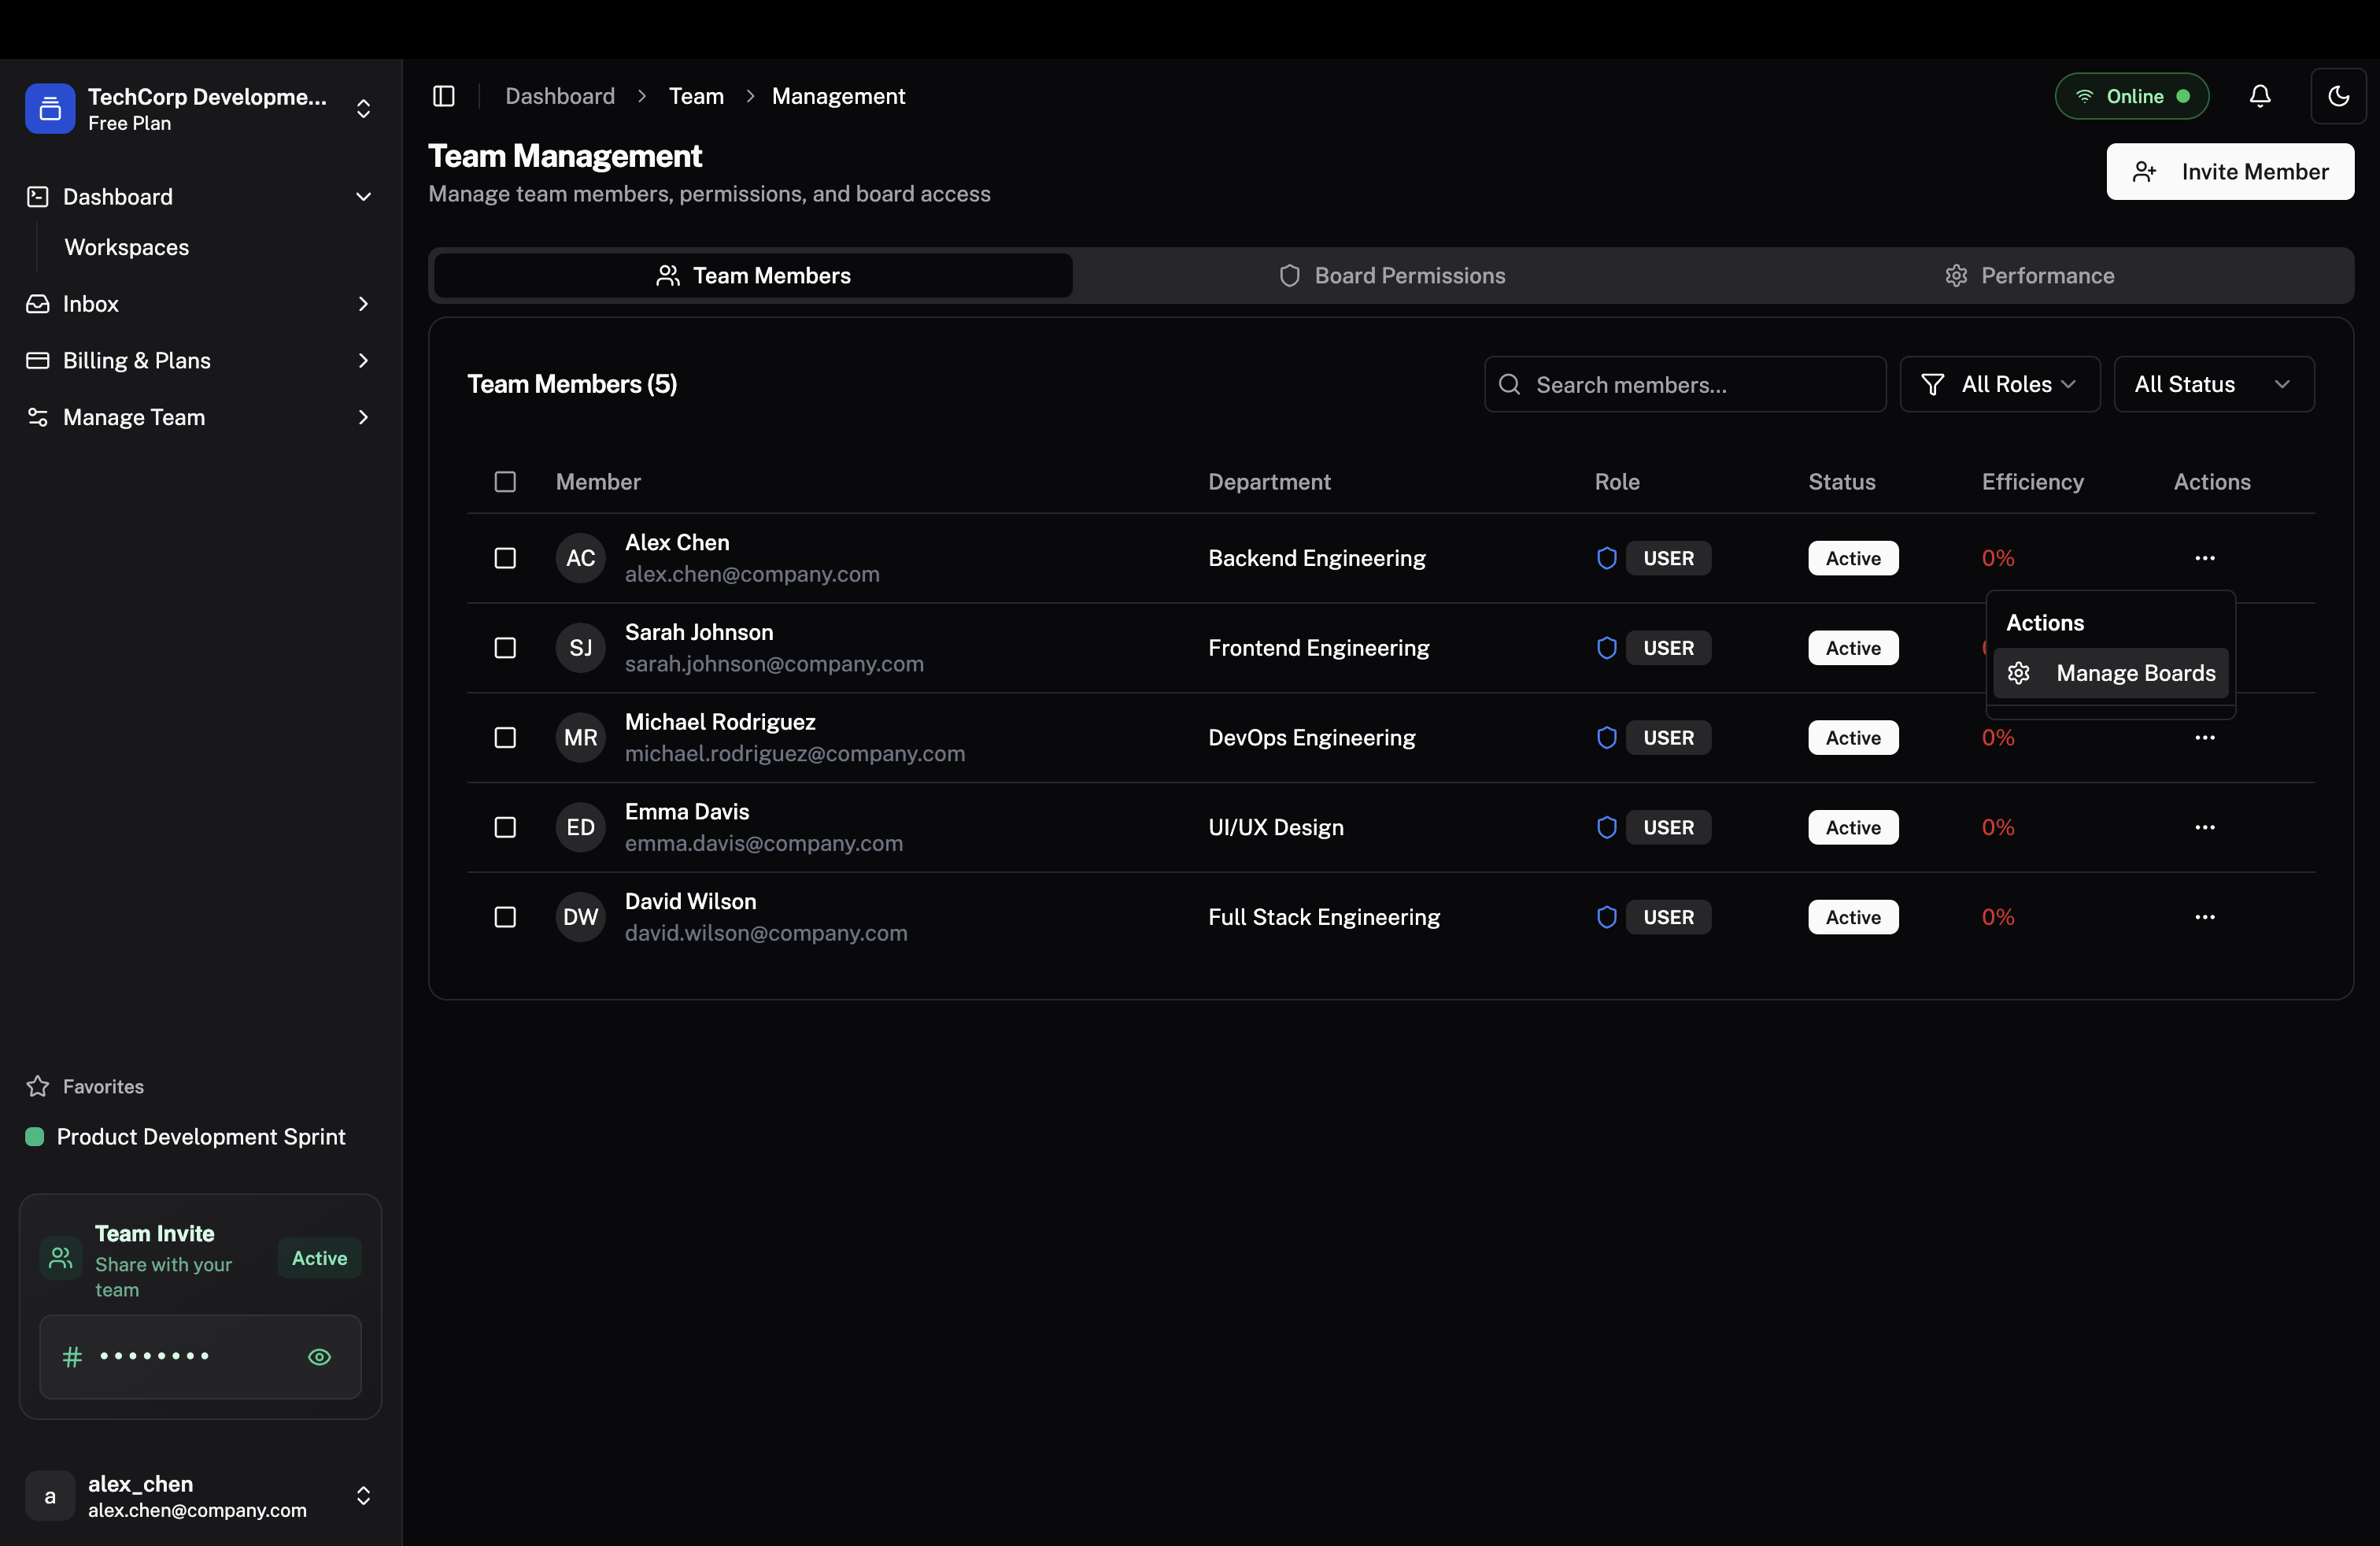 TechCorp Developme...
Free Plan
Dashboard
Workspaces
Inbox
Billing & Plans
Manage Team
Favorites
Product Development Sprint
Team Invite
Share with your
team
Active
# ••••••••
a
alex_chen
alex.chen@company.com
Dashboard > Team > Management
Online
Team Management
Manage team members, permissions, and board access
Invite Member
Team Members Board Permissions Performance
Team Members (5)
Search members...
All Roles
All Status
Member Department Role Status Efficiency Actions
AC Alex Chen
alex.chen@company.com
Backend Engineering USER Active 0% ...
SJ Sarah Johnson
sarah.johnson@company.com
Frontend Engineering USER Active
Actions
Manage Boards
MR Michael Rodriguez
michael.rodriguez@company.com
DevOps Engineering USER Active 0% ...
ED Emma Davis
emma.davis@company.com
UI/UX Design USER Active 0% ...
DW David Wilson
david.wilson@company.com
Full Stack Engineering USER Active 0% ...